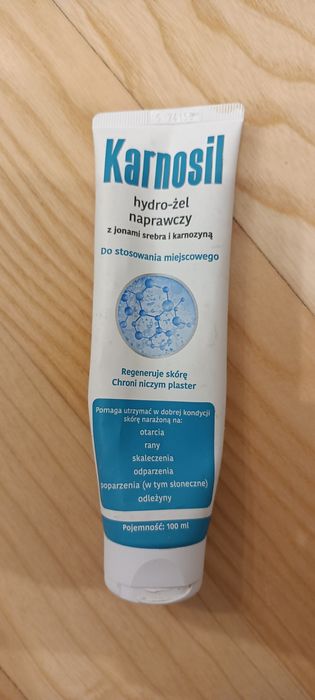 Karnosil
hydro-żel
naprawczy
z jonami srebra i karnozyną
Do stosowania miejscowego
Regeneruje skórę
Chroni niczym plaster
Pomaga utrzymać w dobrej kondycji
skórę narażoną na:
otarcia
rany
skaleczenia
odparzenia
poparzenia (w tym słoneczne)
odleżyny
Pojemność: 100 ml